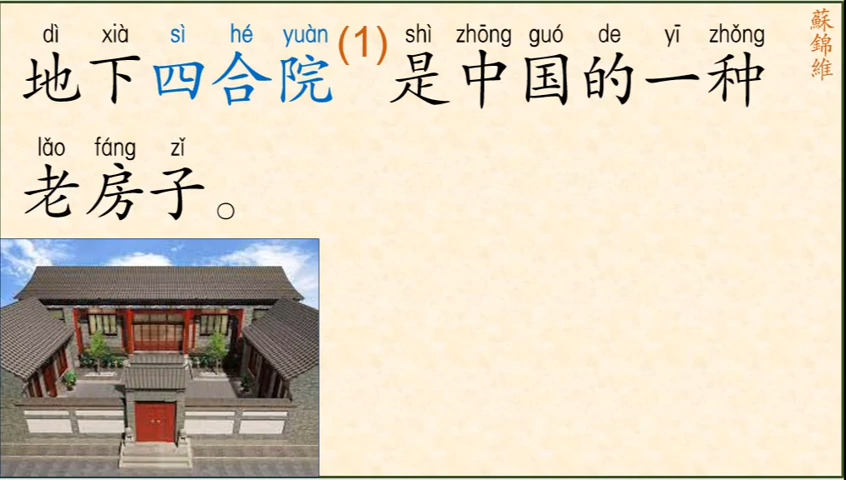 dì xià sì hé yuàn shì zhōng guó de yī zhǒng
地下四合院(1)是中国的一种
lǎo fáng zǐ
老房子。
蘇錦維